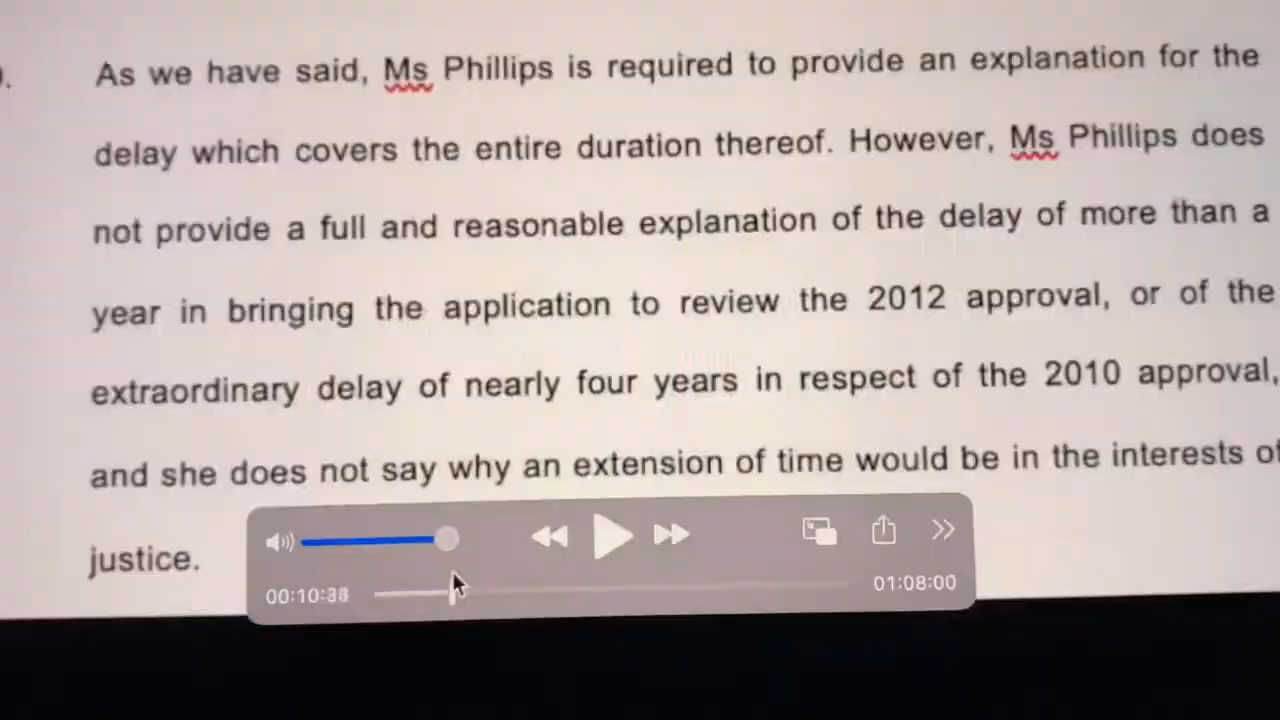 As we have said, Ms Phillips is required to provide an explanation for the
delay which covers the entire duration thereof. However, Ms Phillips does
not provide a full and reasonable explanation of the delay of more than a
year in bringing the application to review the 2012 approval, or of the
extraordinary delay of nearly four years in respect of the 2010 approval,
and she does not say why an extension of time would be in the interests of
justice.
00:10:38
01:08:00